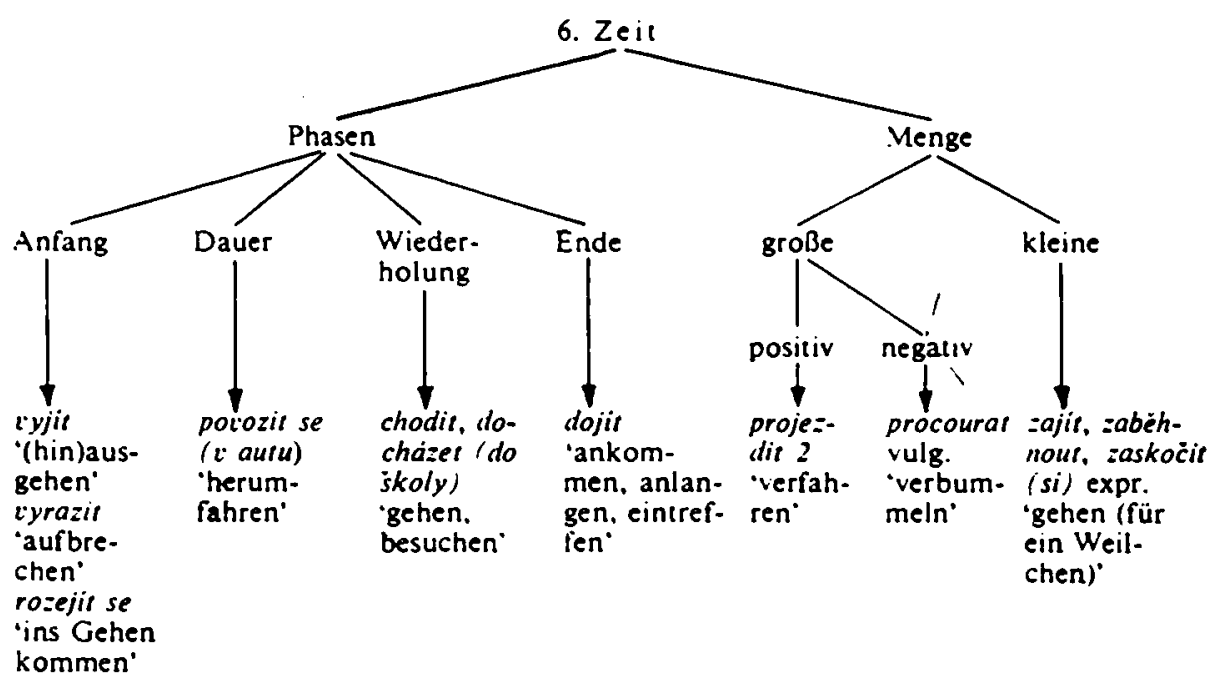 6. Zeit
Phasen
Menge
Anfang
Dauer
Wieder-
holung
Ende
große
kleine
positiv
negativ
vyjít
‘(hin)aus-
gehen’
vyrazit
‘aufbre-
chen’
rozejít se
‘ins Gehen
kommen’
povozit se
(v autu)
‘herum-
fahren’
chodit, do-
cházet (do
školy)
‘gehen,
besuchen’
dojít
‘ankom-
men, anlan-
gen, eintref-
fen’
projez-
dit 2
‘verfah-
ren’
procourat
vulg.
‘verbum-
meln’
zajít, zaběh-
nout, zaskočit
(si) expr.
‘gehen (für
ein Weil-
chen)’